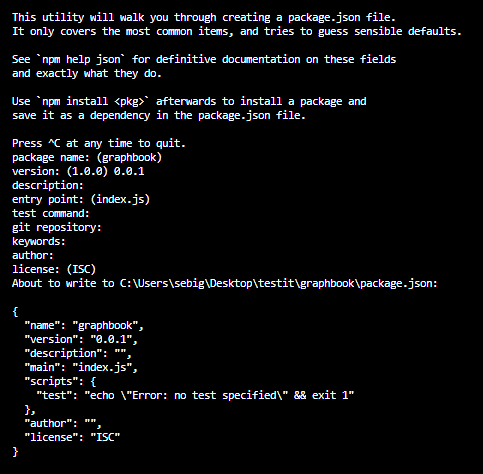 This utility will walk you through creating a package.json file.
It only covers the most common items, and tries to guess sensible defaults.

See `npm help json` for definitive documentation on these fields
and exactly what they do.

Use `npm install <pkg>` afterwards to install a package and
save it as a dependency in the package.json file.

Press ^C at any time to quit.
package name: (graphbook)
version: (1.0.0) 0.0.1
description:
entry point: (index.js)
test command:
git repository:
keywords:
author:
license: (ISC)
About to write to C:\Users\sebig\Desktop\testit\graphbook\package.json:

{
  "name": "graphbook",
  "version": "0.0.1",
  "description": "",
  "main": "index.js",
  "scripts": {
    "test": "echo \"Error: no test specified\" && exit 1"
  },
  "author": "",
  "license": "ISC"
}